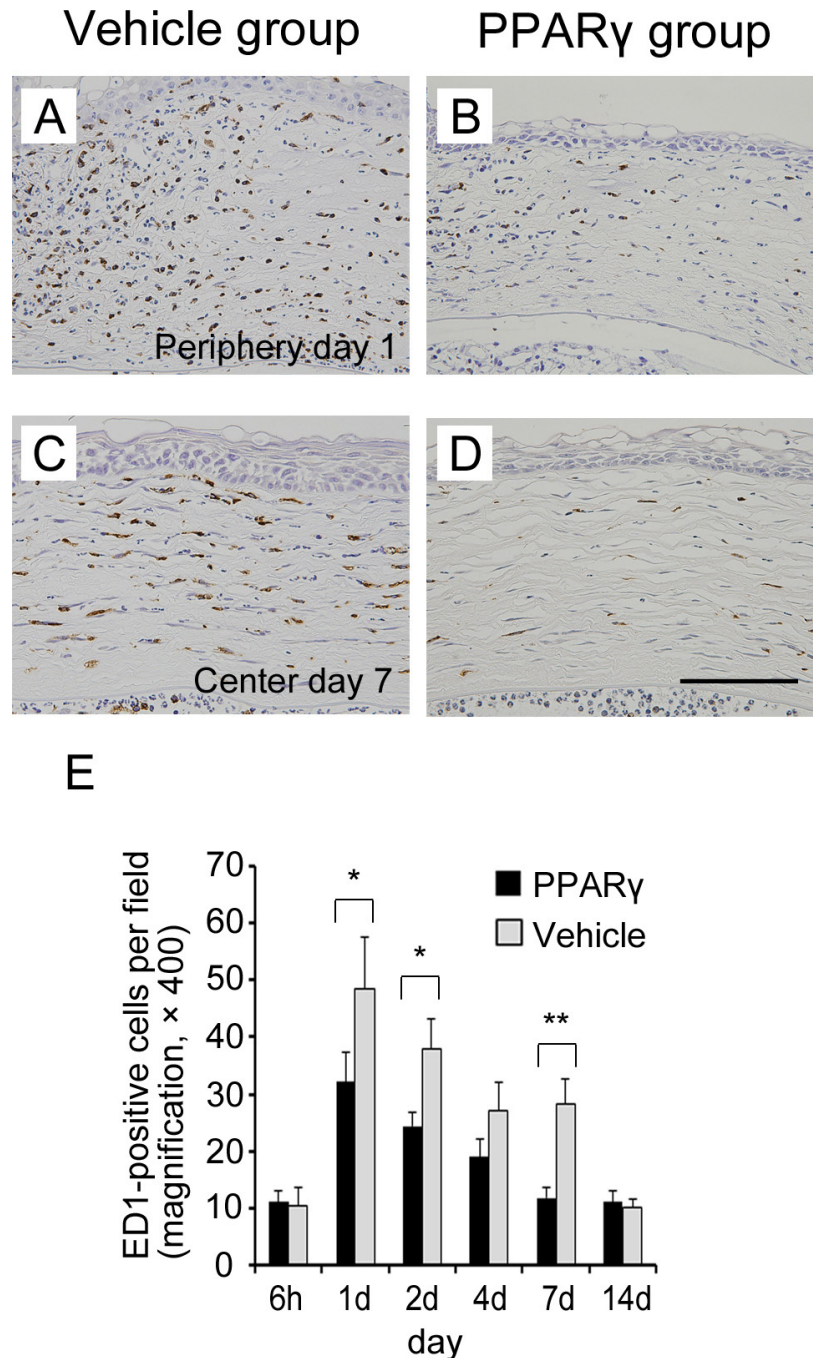 Vehicle group
PPARγ group
A
B
Periphery day 1
C
D
Center day 7
E
ED1-positive cells per field
(magnification, × 400)
70
60
50
40
30
20
10
0
*
*
**
PPARγ
Vehicle
6h 1d 2d 4d 7d 14d
day